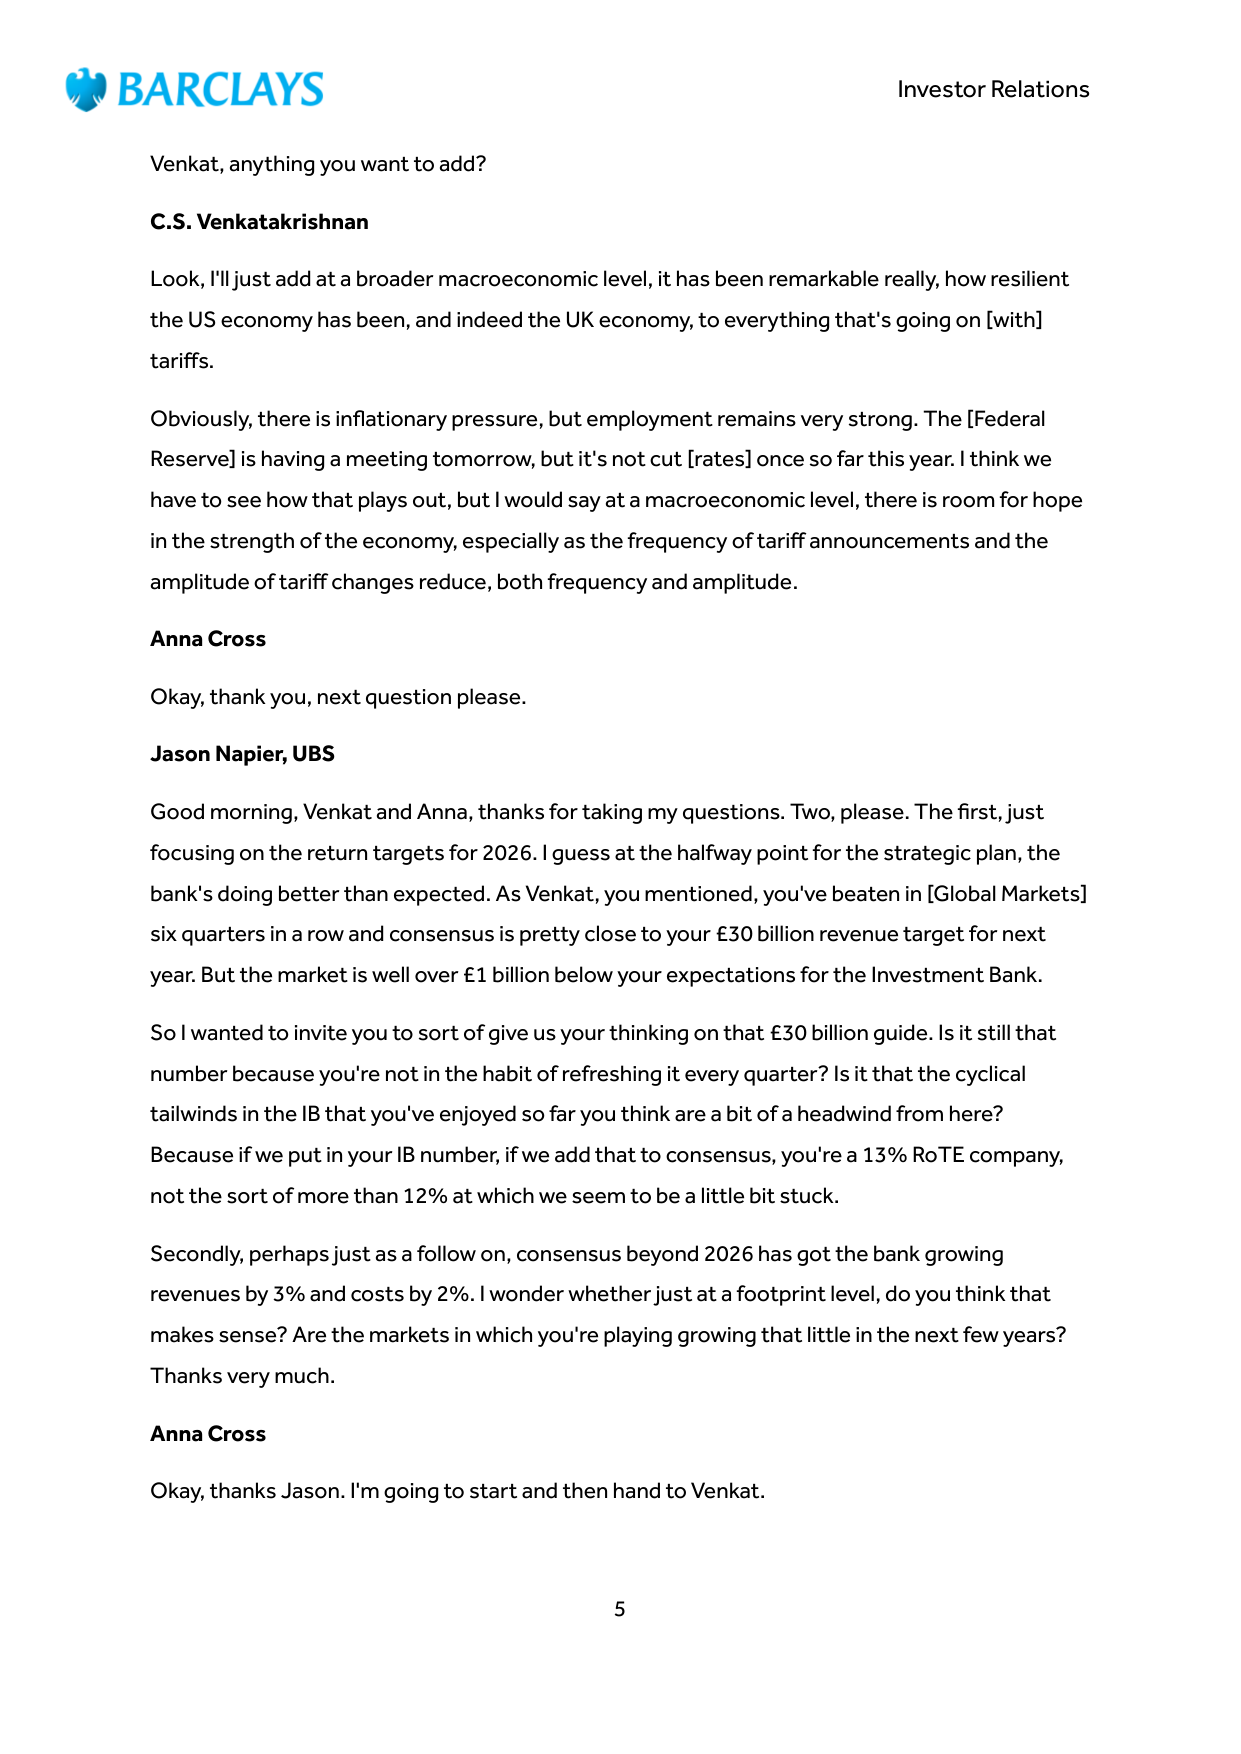 BARCLAYS
Investor Relations
Venkat, anything you want to add?
C.S. Venkatakrishnan
Look, I'll just add at a broader macroeconomic level, it has been remarkable really, how resilient
the US economy has been, and indeed the UK economy, to everything that's going on [with]
tariffs.
Obviously, there is inflationary pressure, but employment remains very strong. The [Federal
Reserve] is having a meeting tomorrow, but it's not cut [rates] once so far this year. I think we
have to see how that plays out, but I would say at a macroeconomic level, there is room for hope
in the strength of the economy, especially as the frequency of tariff announcements and the
amplitude of tariff changes reduce, both frequency and amplitude.
Anna Cross
Okay, thank you, next question please.
Jason Napier, UBS
Good morning, Venkat and Anna, thanks for taking my questions. Two, please. The first, just
focusing on the return targets for 2026. I guess at the halfway point for the strategic plan, the
bank's doing better than expected. As Venkat, you mentioned, you've beaten in [Global Markets]
six quarters in a row and consensus is pretty close to your £30 billion revenue target for next
year. But the market is well over £1 billion below your expectations for the Investment Bank.
So I wanted to invite you to sort of give us your thinking on that £30 billion guide. Is it still that
number because you're not in the habit of refreshing it every quarter? Is it that the cyclical
tailwinds in the IB that you've enjoyed so far you think are a bit of a headwind from here?
Because if we put in your IB number, if we add that to consensus, you're a 13% RoTE company,
not the sort of more than 12% at which we seem to be a little bit stuck.
Secondly, perhaps just as a follow on, consensus beyond 2026 has got the bank growing
revenues by 3% and costs by 2%. I wonder whether just at a footprint level, do you think that
makes sense? Are the markets in which you're playing growing that little in the next few years?
Thanks very much.
Anna Cross
Okay, thanks Jason. I'm going to start and then hand to Venkat.
5